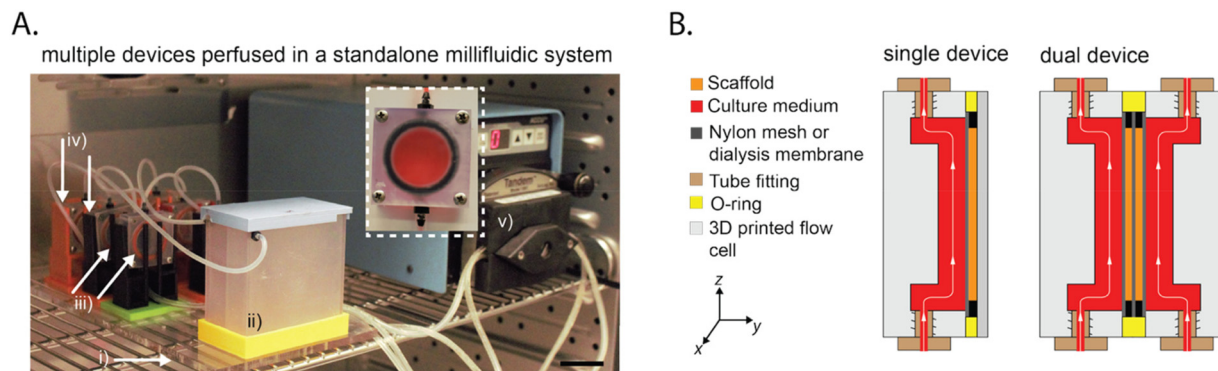 A.
multiple devices perfused in a standalone millifluidic system
iv)
iii)
ii)
i)
v)
Tandem
B.
single device
dual device
Scaffold
Culture medium
Nylon mesh or
dialysis membrane
Tube fitting
O-ring
3D printed flow
cell
z
y
x